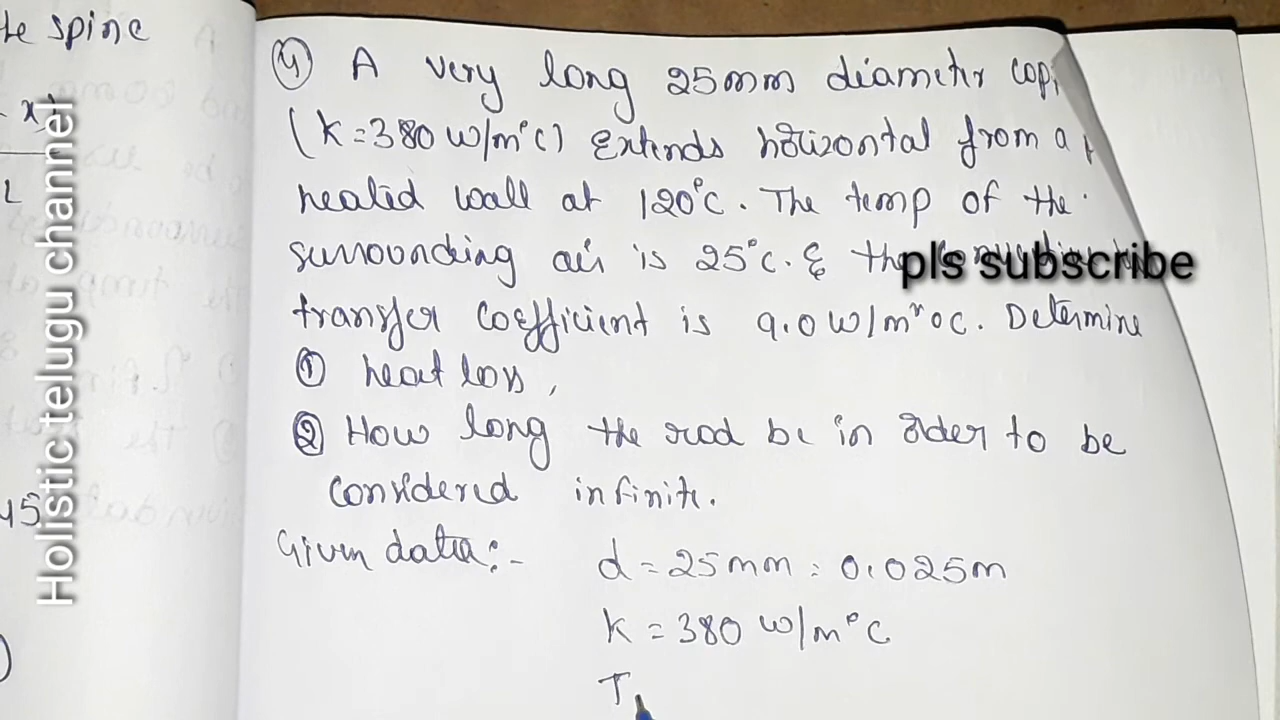 te spine
x
L
45
④ A very long 25mm diameter
(K=380 W/m°C) Extends horizontal from a
heated wall at 120°C. The temp of the
surrounding air is 25°C. & the
transfer coefficient is 9.0 W/m²°C. Determine
① heat loss,
② How long the rod be in order to be
considered infinite.
Given data:-
d = 25mm = 0.025m
K = 380 W/m°C
T
Holistic telugu channel
pls subscribe